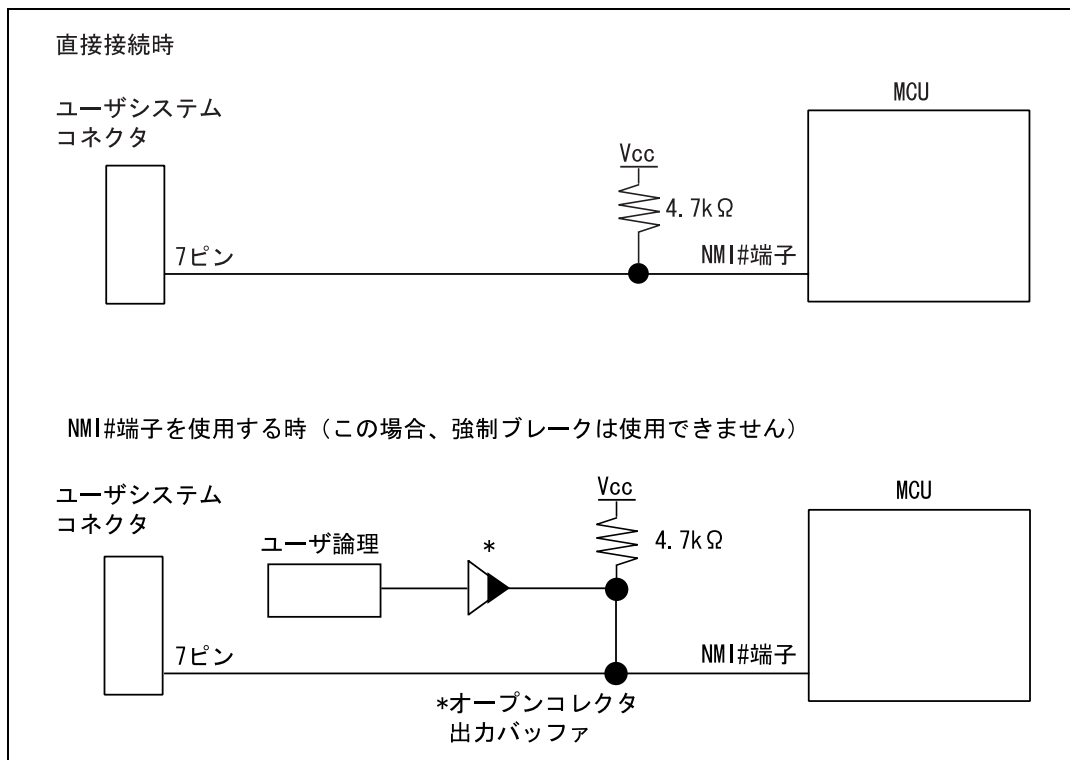 直接接続時
ユーザシステム
コネクタ
MCU
Vcc
4.7kΩ
7ピン
NMI#端子
NMI#端子を使用する時（この場合、強制ブレークは使用できません）
ユーザシステム
コネクタ
ユーザ論理
*
Vcc
4.7kΩ
MCU
7ピン
NMI#端子
*オープンコレクタ
出力バッファ